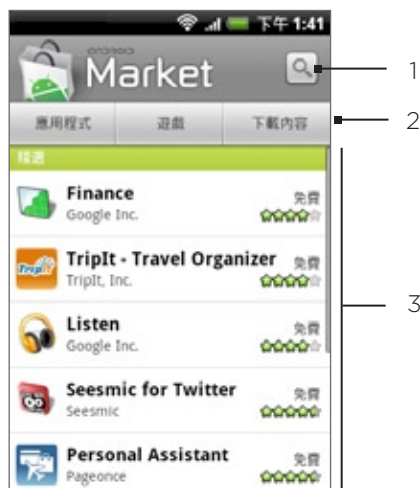 下午 1:41
ANDROID
Market
1
應用程式 遊戲 下載內容
2
精選
Finance 免費
Google Inc.
3
TripIt - Travel Organizer 免費
TripIt
TripIt, Inc.
Listen 免費
Google Inc.
Seesmic for Twitter 免費
Seesmic
Personal Assistant 免費
Pageonce